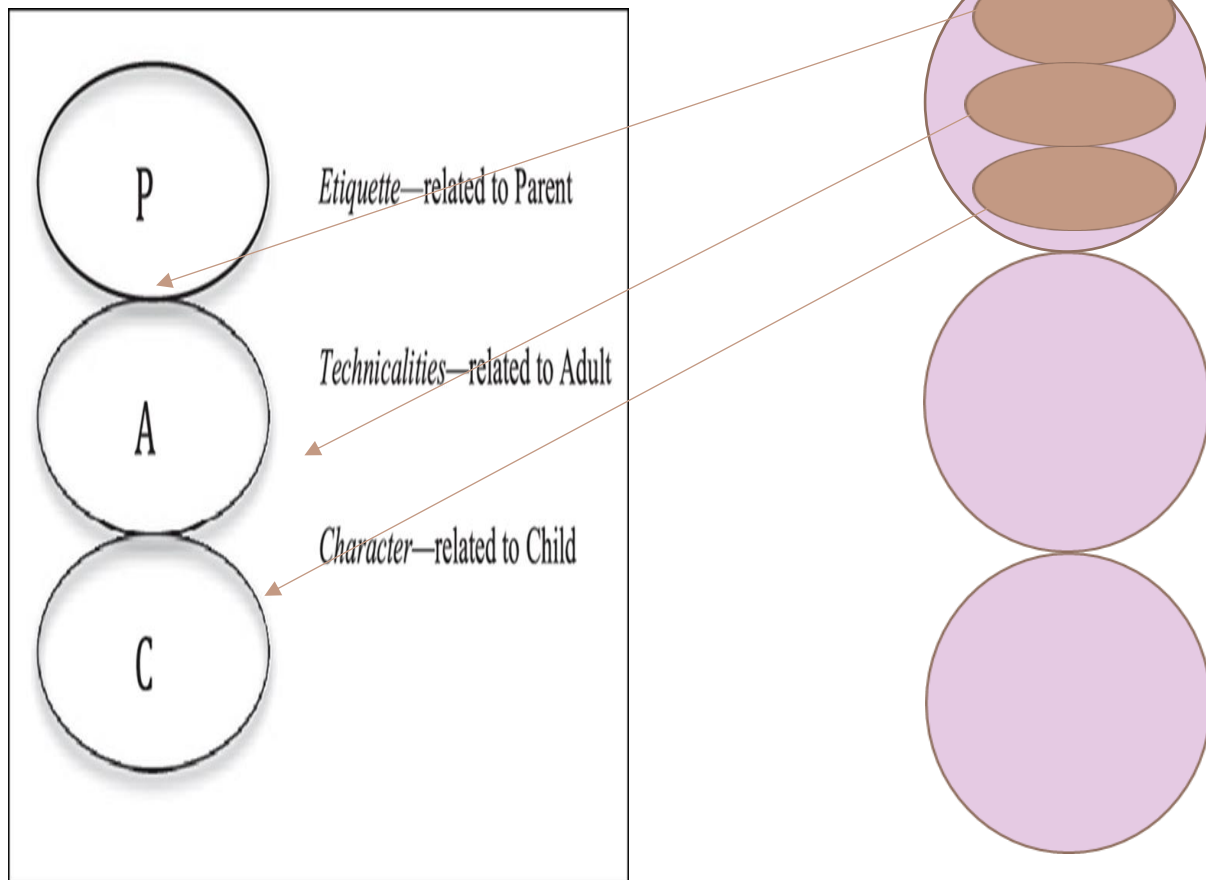 P
Etiquette—related to Parent
Technicalities—related to Adult
A
Character—related to Child
C